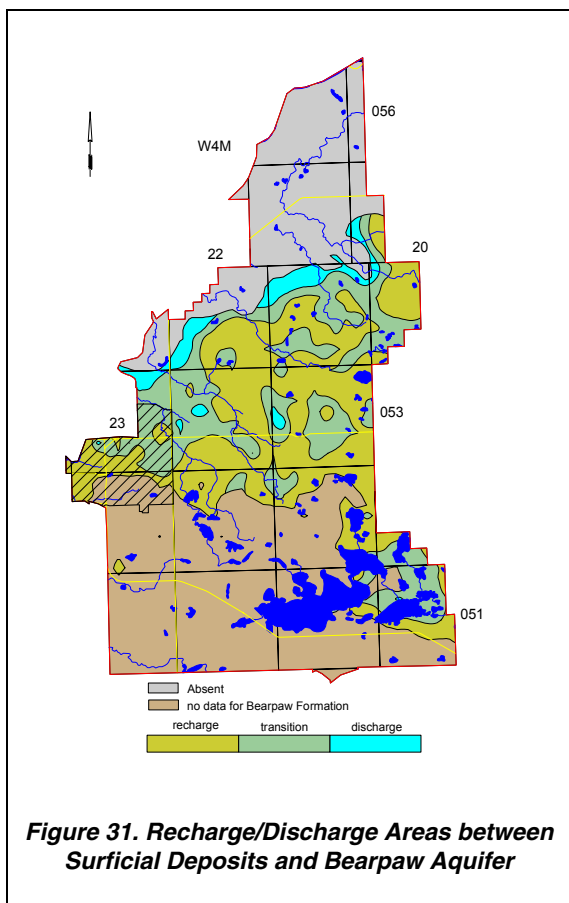 056
W4M
22
20
053
23
051
Absent
no data for Bearpaw Formation
recharge transition discharge
Figure 31. Recharge/Discharge Areas between
Surficial Deposits and Bearpaw Aquifer